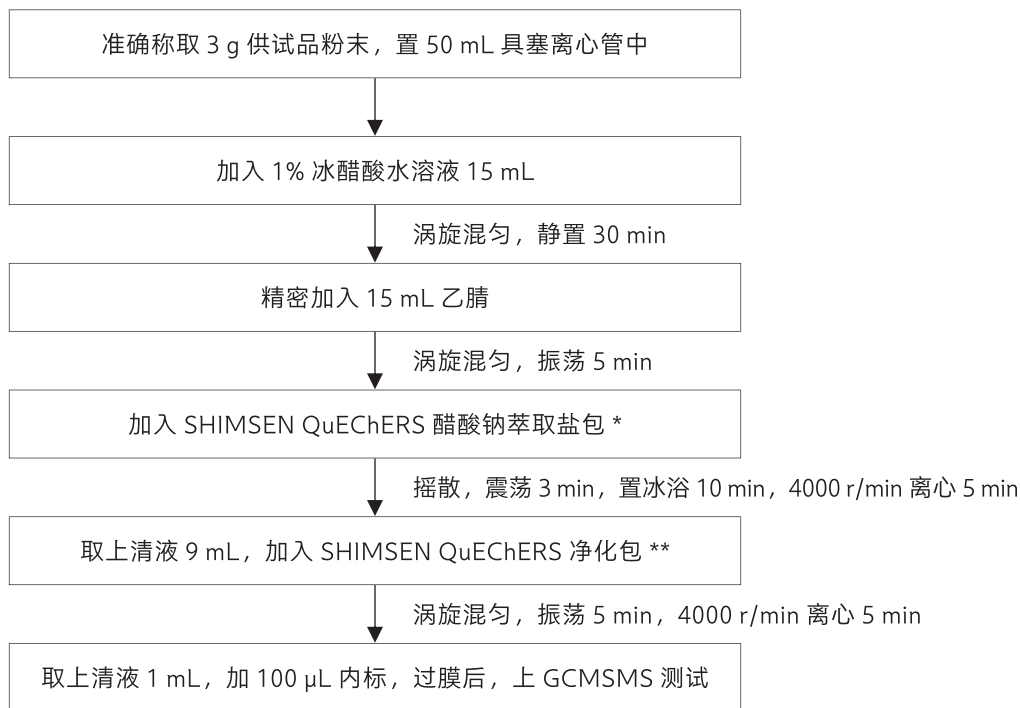 准确称取 3 g 供试品粉末，置 50 mL 具塞离心管中
加入 1% 冰醋酸水溶液 15 mL
涡旋混匀，静置 30 min
精密加入 15 mL 乙腈
涡旋混匀，振荡 5 min
加入 SHIMSEN QuEChERS 醋酸钠萃取盐包 *
摇散，震荡 3 min，置冰浴 10 min，4000 r/min 离心 5 min
取上清液 9 mL，加入 SHIMSEN QuEChERS 净化包 **
涡旋混匀，振荡 5 min，4000 r/min 离心 5 min
取上清液 1 mL，加 100 μL 内标，过膜后，上 GCMSMS 测试